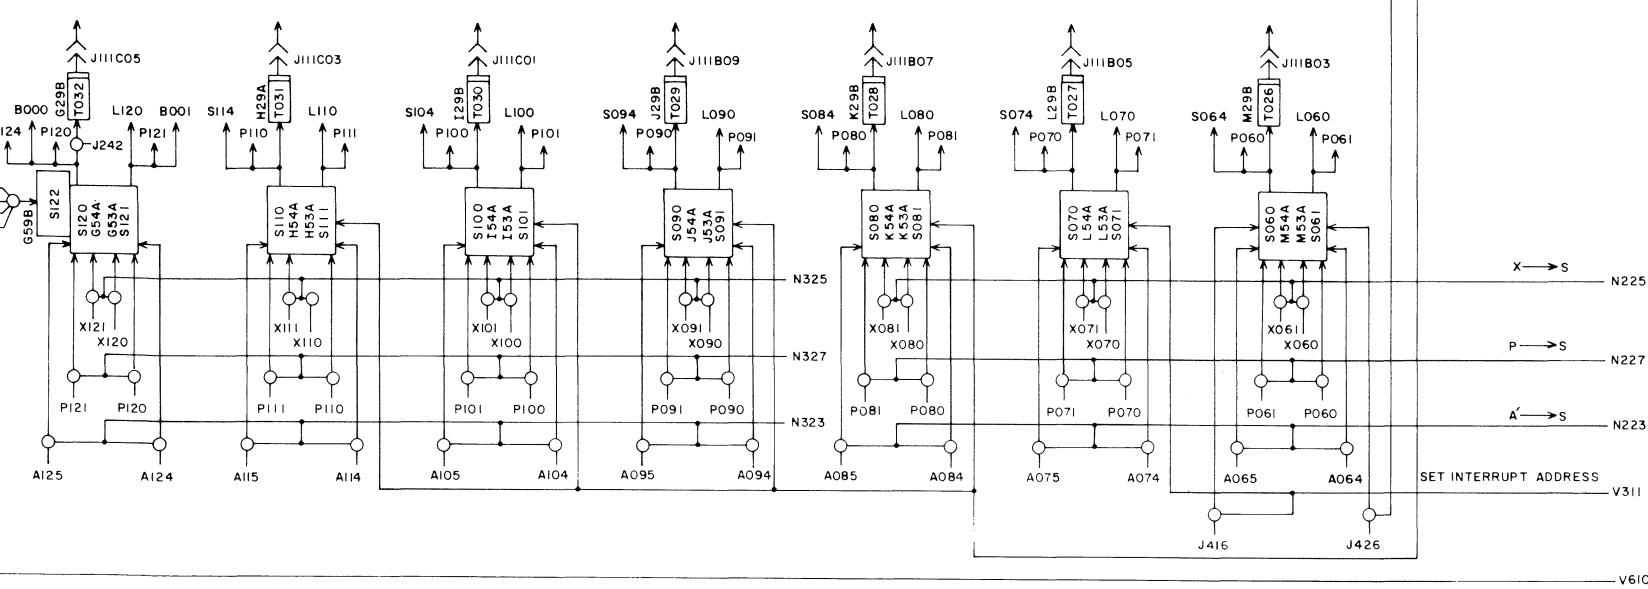 J111C05 J111C03 J111C01 J111B09 J111B07 J111B05 J111B03
G29B T032 H29A T031 I29B T030 J29B T029 K29B T028 L29B T027 M29B T026
B000 L120 B001 S114 L110 S104 L100 S094 L090 S084 L080 S074 L070 S064 L060
124 P120 P121 P110 P111 P100 P101 P090 P091 P080 P081 P070 P071 P060 P061
J242
G59B S122
S120 G54A G53A S121
S110 H54A H53A S111
S100 I54A I53A S101
S090 J54A J53A S091
S080 K54A K53A S081
S070 L54A L53A S071
S060 M54A M53A S061
X → S
N325 N225
X121 X111 X101 X091 X081 X071 X061
X120 X110 X100 X090 X080 X070 X060
P → S
N327 N227
P121 P120 P111 P110 P101 P100 P091 P090 P081 P080 P071 P070 P061 P060
A' → S
N323 N223
A125 A124 A115 A114 A105 A104 A095 A094 A085 A084 A075 A074 A065 A064
SET INTERRUPT ADDRESS
V311
J416 J426
V610